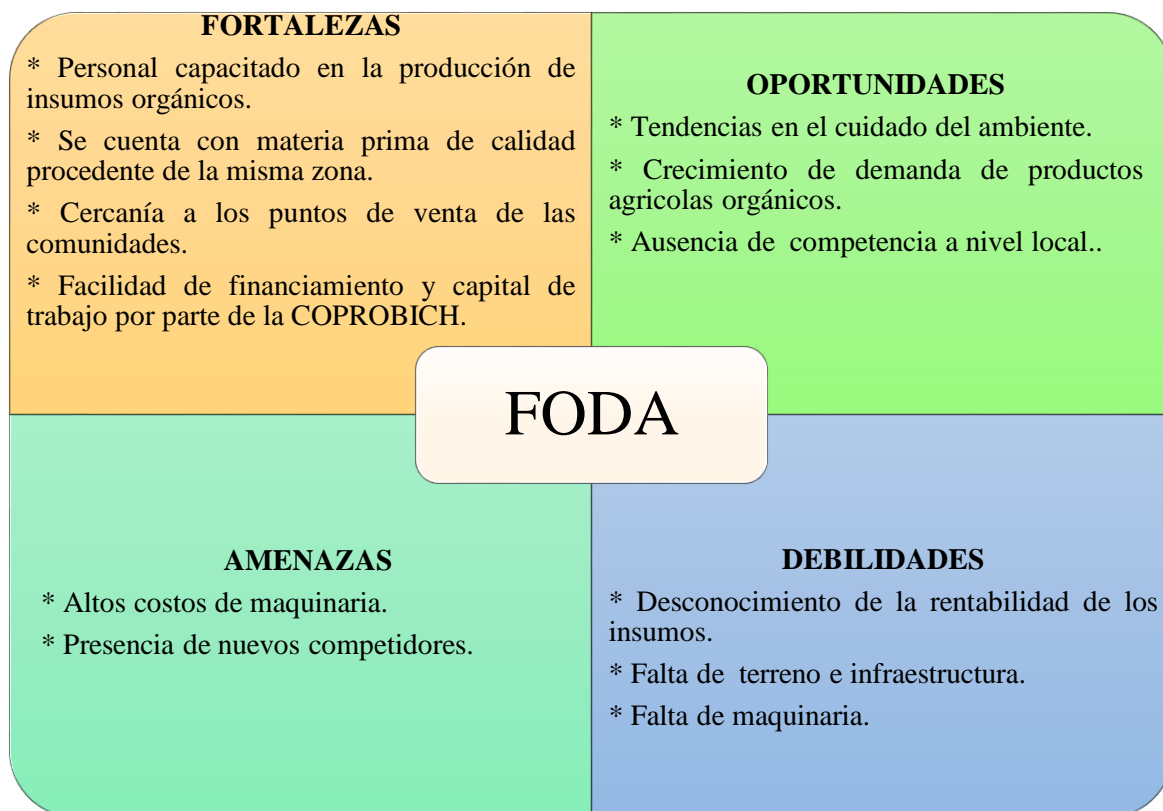 FORTALEZAS
* Personal capacitado en la producción de
insumos orgánicos.
* Se cuenta con materia prima de calidad
procedente de la misma zona.
* Cercanía a los puntos de venta de las
comunidades.
* Facilidad de financiamiento y capital de
trabajo por parte de la COPROBICH.
OPORTUNIDADES
* Tendencias en el cuidado del ambiente.
* Crecimiento de demanda de productos
agricolas orgánicos.
* Ausencia de competencia a nivel local..
FODA
AMENAZAS
* Altos costos de maquinaria.
* Presencia de nuevos competidores.
DEBILIDADES
* Desconocimiento de la rentabilidad de los
insumos.
* Falta de terreno e infraestructura.
* Falta de maquinaria.